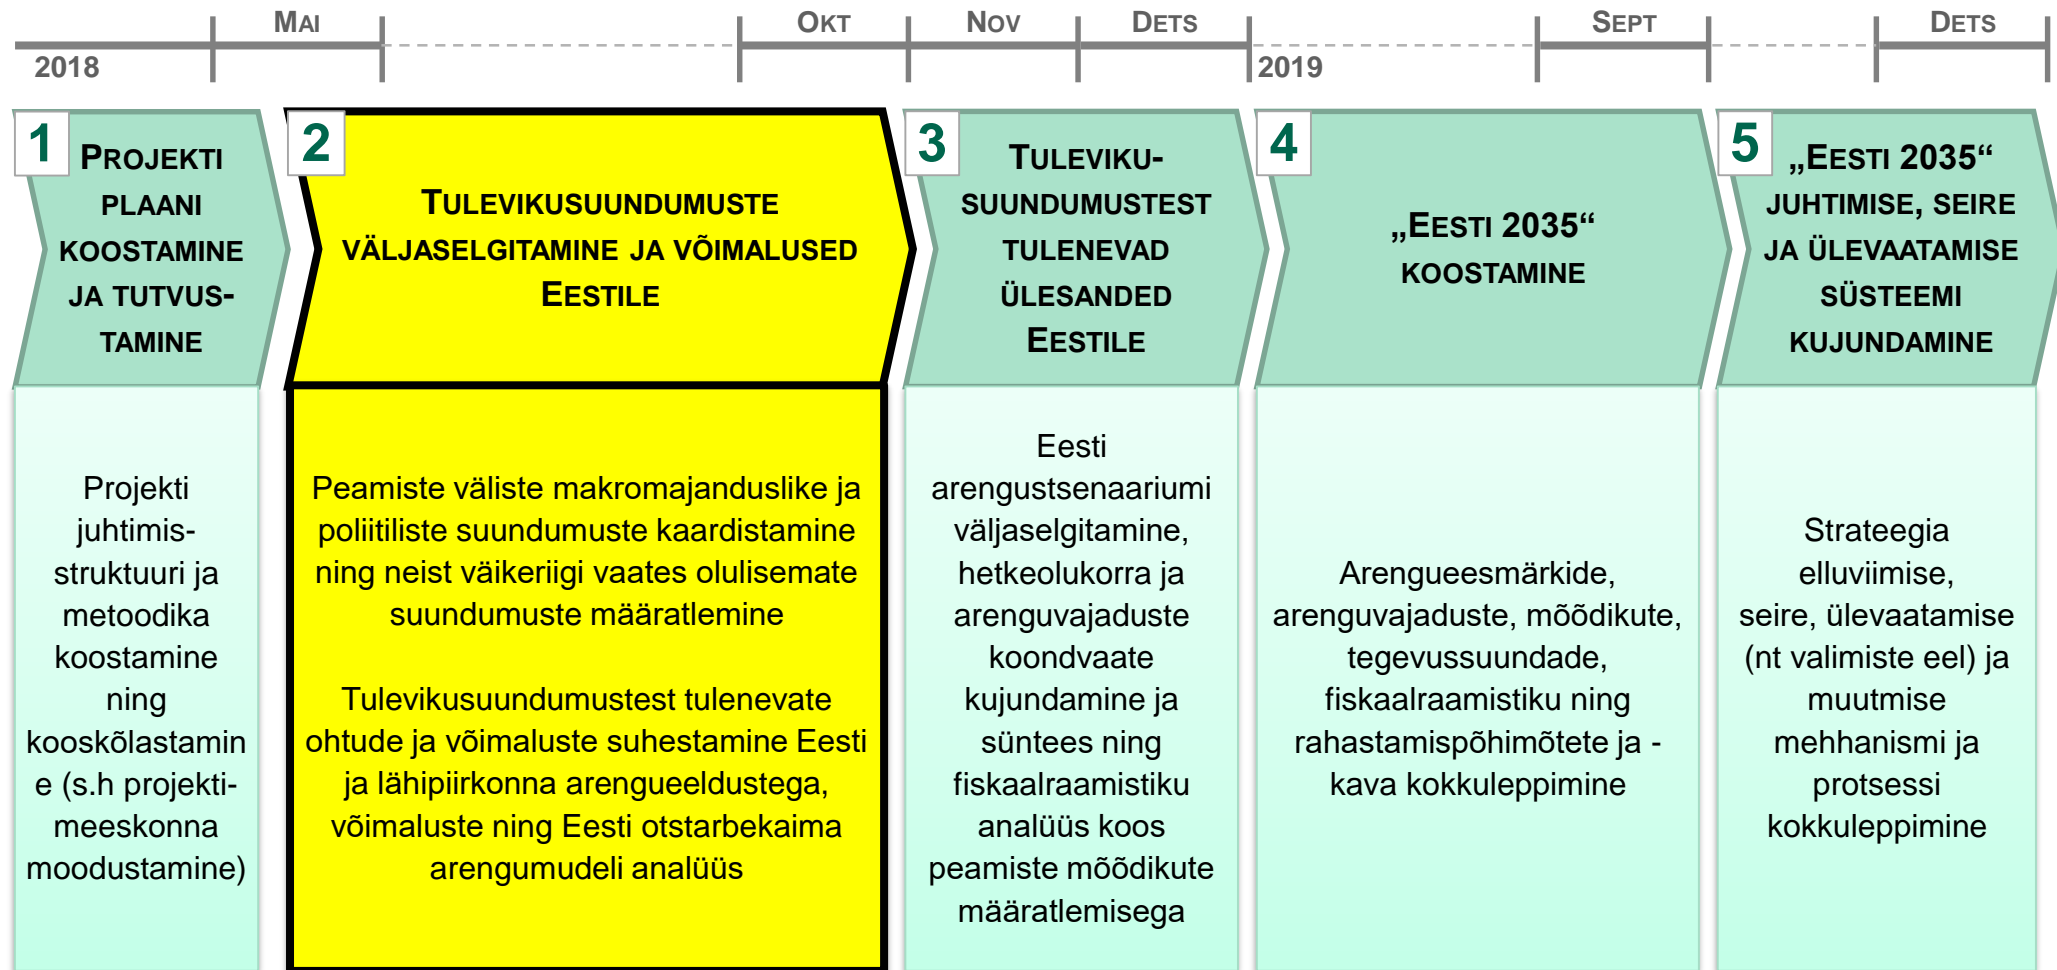 MAI
OKT
NOV
DETS
SEPT
DETS
2018
2019
1
PROJEKTI
PLAANI
KOOSTAMINE
JA TUTVUS-
TAMINE
2
TULEVIKUSUUNDUMUSTE
VÄLJASELGITAMINE JA VÕIMALUSED
EESTILE
3
TULEVIKU-
SUUNDUMUSTEST
TULENEVAD
ÜLESANDED
EESTILE
4
„EESTI 2035“
KOOSTAMINE
5
„EESTI 2035“
JUHTIMISE, SEIRE
JA ÜLEVAATAMISE
SÜSTEEMI
KUJUNDAMINE
Projekti
juhtimis-
struktuuri ja
metoodika
koostamine
ning
kooskõlastamin
e (s.h projekti-
meeskonna
moodustamine)
Peamiste väliste makromajanduslike ja
poliitiliste suundumuste kaardistamine
ning neist väikeriigi vaates olulisemate
suundumuste määratlemine
Tulevikusuundumustest tulenevate
ohtude ja võimaluste suhestamine Eesti
ja lähipiirkonna arengueeldustega,
võimaluste ning Eesti otstarbekaima
arengumudeli analüüs
Eesti
arengustsenaariumi
väljaselgitamine,
hetkeolukorra ja
arenguvajaduste
koondvaate
kujundamine ja
süntees ning
fiskaalraamistiku
analüüs koos
peamiste mõõdikute
määratlemisega
Arengueesmärkide,
arenguvajaduste, mõõdikute,
tegevussuundade,
fiskaalraamistiku ning
rahastamispõhimõtete ja -
kava kokkuleppimine
Strateegia
elluviimise,
seire, ülevaatamise
(nt valimiste eel) ja
muutmise
mehhanismi ja
protsessi
kokkuleppimine